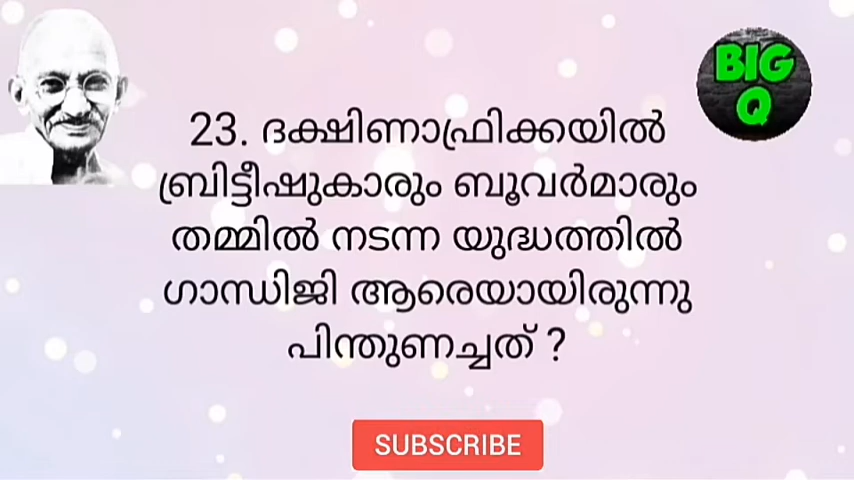 BIG
Q
23. ദക്ഷിണാഫ്രിക്കയിൽ
ബ്രിട്ടീഷുകാരും ബൂവർമാരും
തമ്മിൽ നടന്ന യുദ്ധത്തിൽ
ഗാന്ധിജി ആരെയായിരുന്നു
പിന്തുണച്ചത് ?
SUBSCRIBE